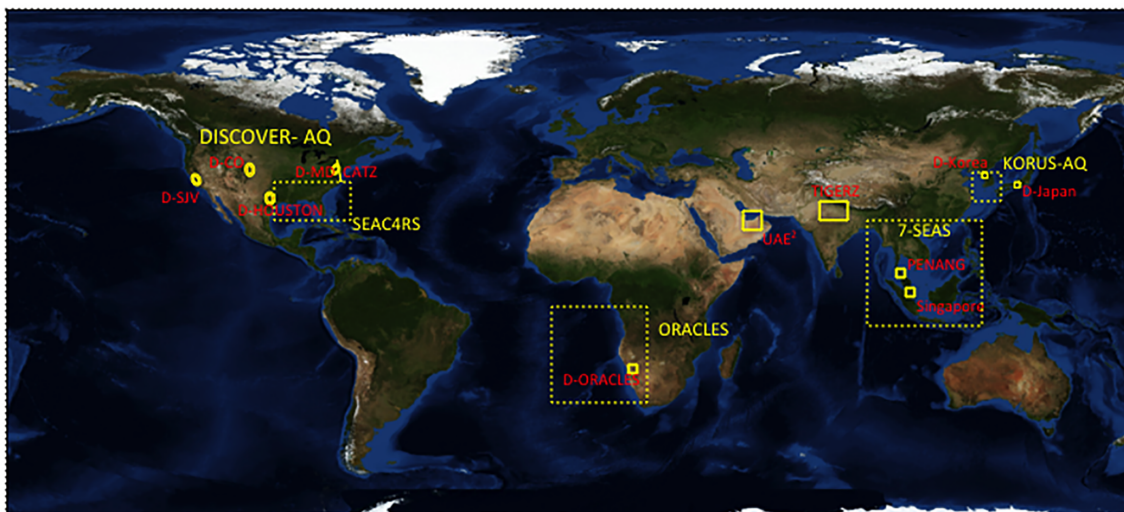 DISCOVER- AQ
D-CO
D-MD
CATZ
D-SJV
D-HOUSTON
SEAC4RS
D-Korea
KORUS-AQ
D-Japan
TIGERZ
UAE²
7-SEAS
PENANG
Singapore
ORACLES
D-ORACLES